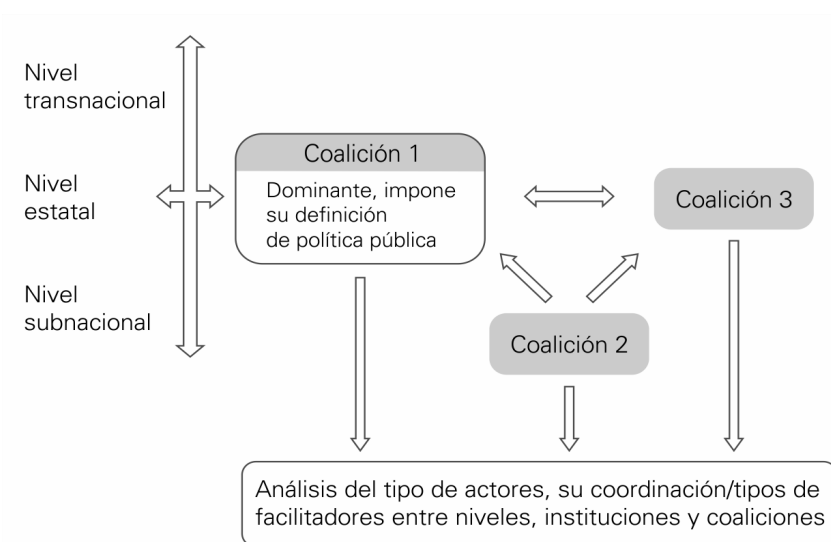 Nivel
transnacional
Nivel
estatal
Nivel
subnacional
Coalición 1
Dominante, impone
su definición
de política pública
Coalición 3
Coalición 2
Análisis del tipo de actores, su coordinación/tipos de
facilitadores entre niveles, instituciones y coaliciones